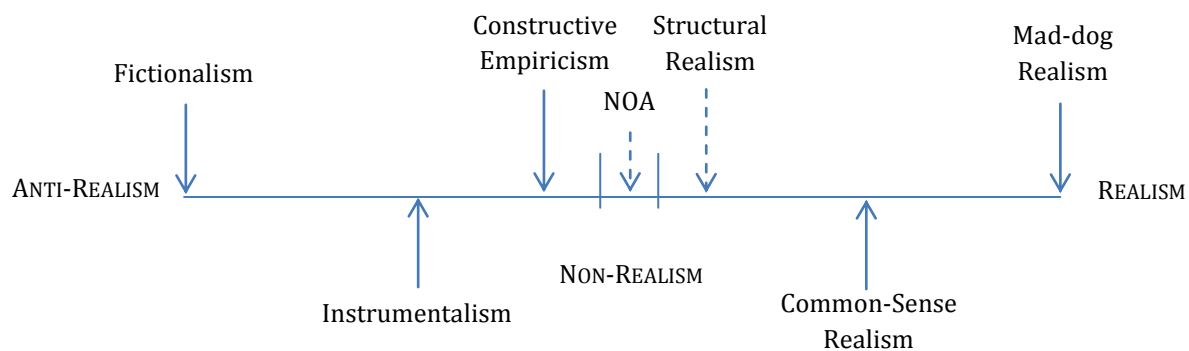 Constructive
Empiricism
Structural
Realism
Mad-dog
Realism
Fictionalism
NOA
ANTI-REALISM
REALISM
NON-REALISM
Instrumentalism
Common-Sense
Realism